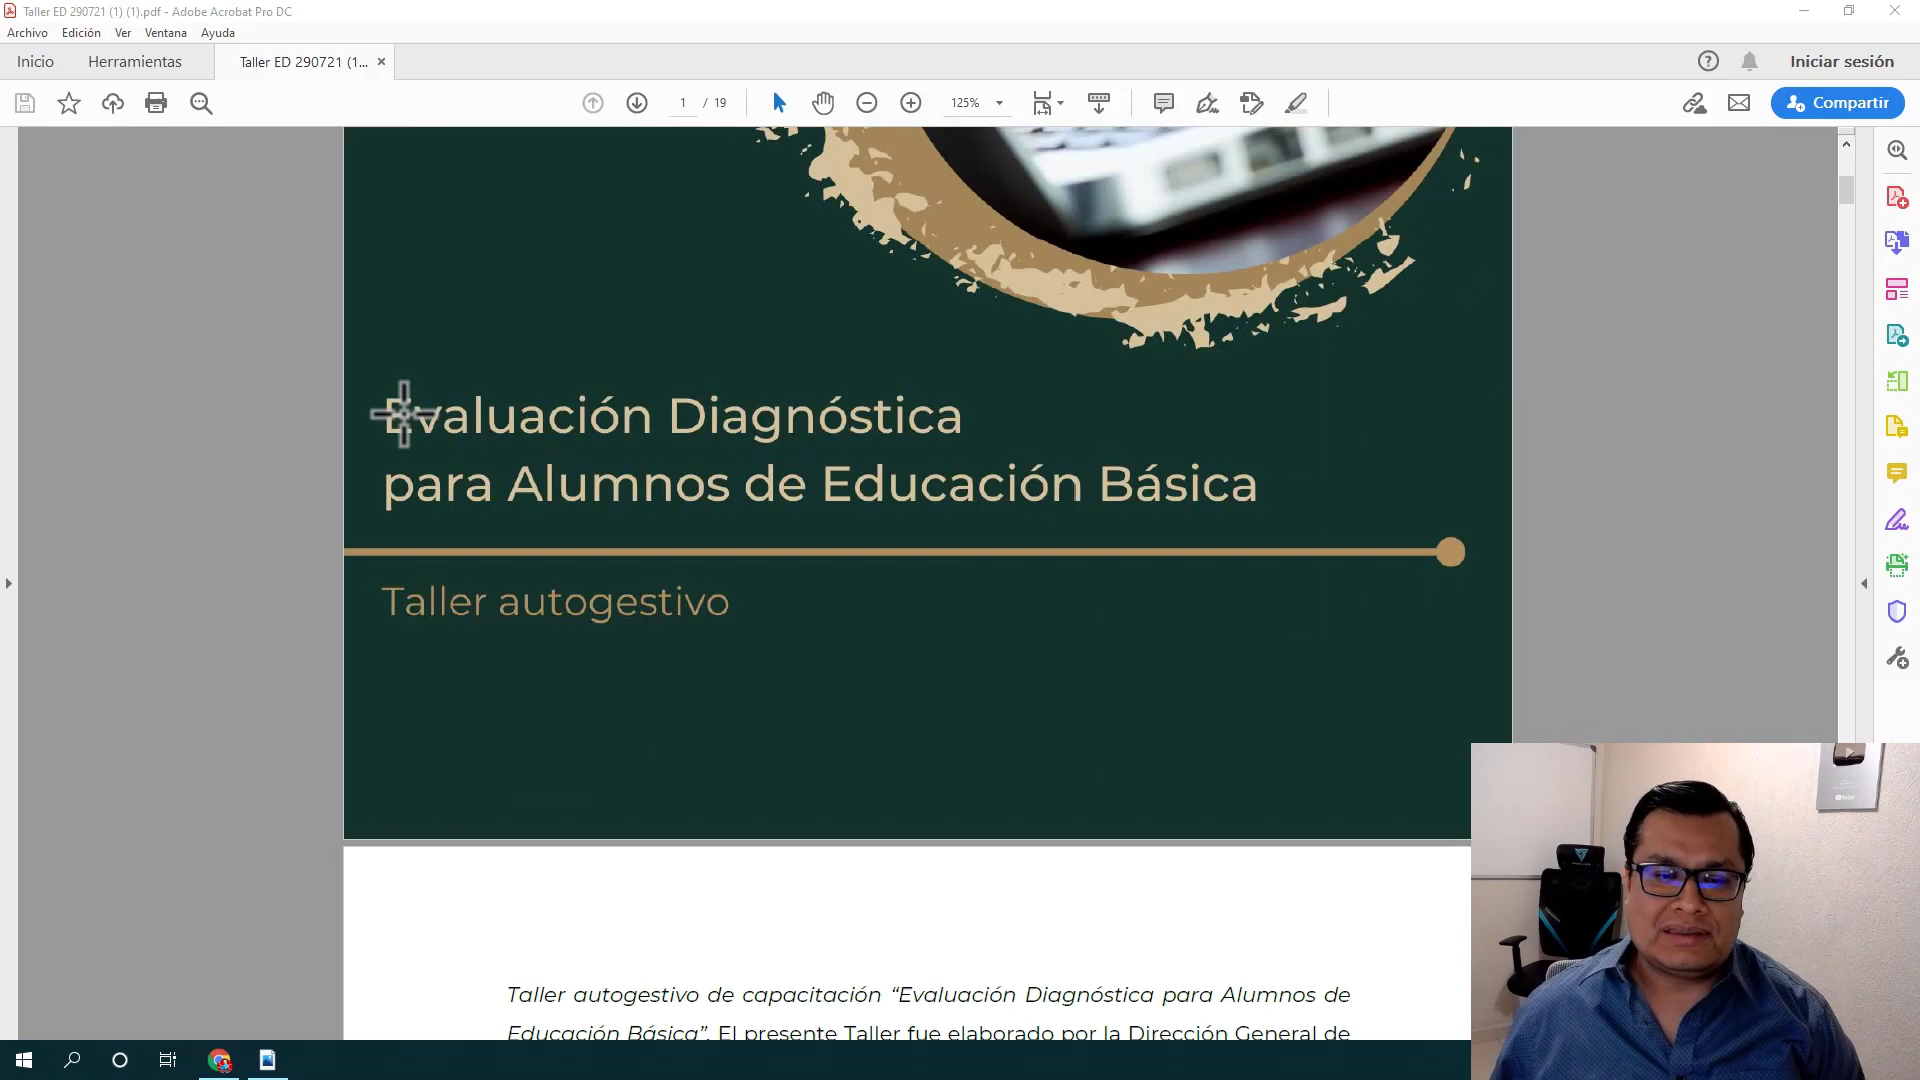 Taller ED 290721 (1) (1).pdf - Adobe Acrobat Pro DC
Archivo Edición Ver Ventana Ayuda
Inicio Herramientas Taller ED 290721 (1... × Iniciar sesión
1 / 19 125% Compartir
Evaluación Diagnóstica
para Alumnos de Educación Básica
Taller autogestivo
Taller autogestivo de capacitación “Evaluación Diagnóstica para Alumnos de
Educación Básica”. El presente Taller fue elaborado por la Dirección General de